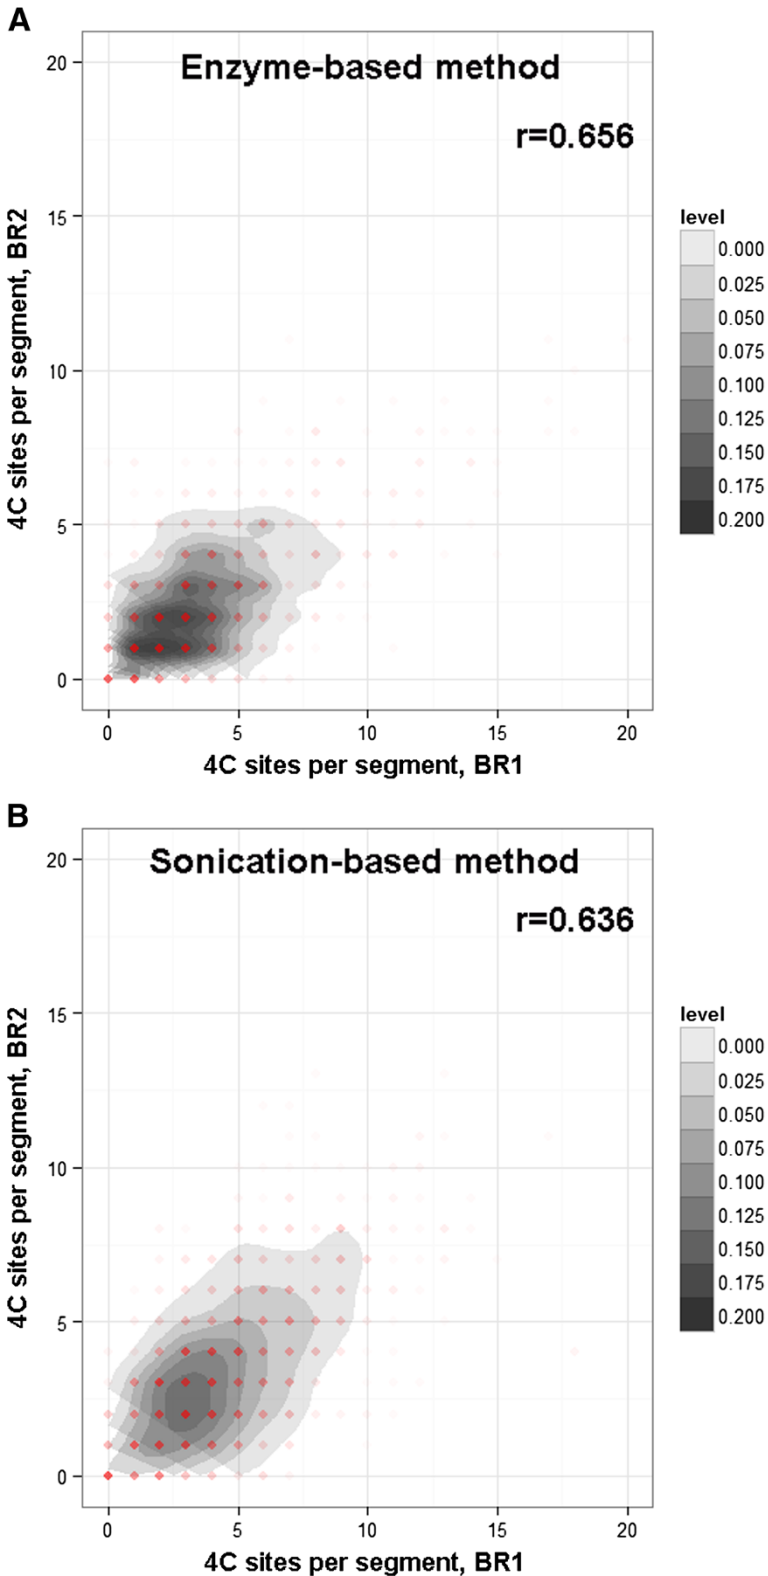 A
Enzyme-based method
r=0.656
20
15
10
5
0
4C sites per segment, BR2
0 5 10 15 20
4C sites per segment, BR1
level
0.000
0.025
0.050
0.075
0.100
0.125
0.150
0.175
0.200
B
Sonication-based method
r=0.636
20
15
10
5
0
4C sites per segment, BR2
0 5 10 15 20
4C sites per segment, BR1
level
0.000
0.025
0.050
0.075
0.100
0.125
0.150
0.175
0.200